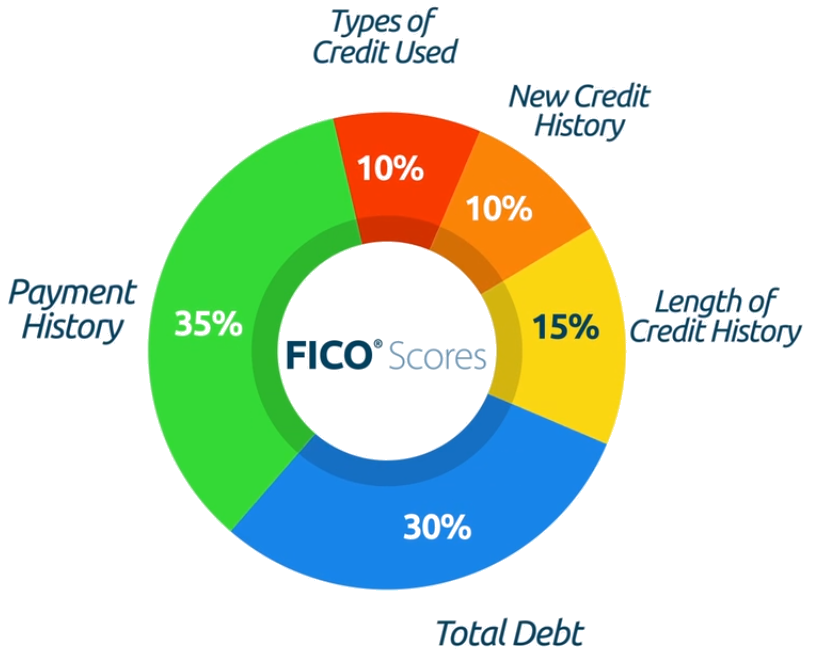 Types of
Credit Used
New Credit
History
10%
10%
Payment
History
35%
FICO® Scores
15%
Length of
Credit History
30%
Total Debt